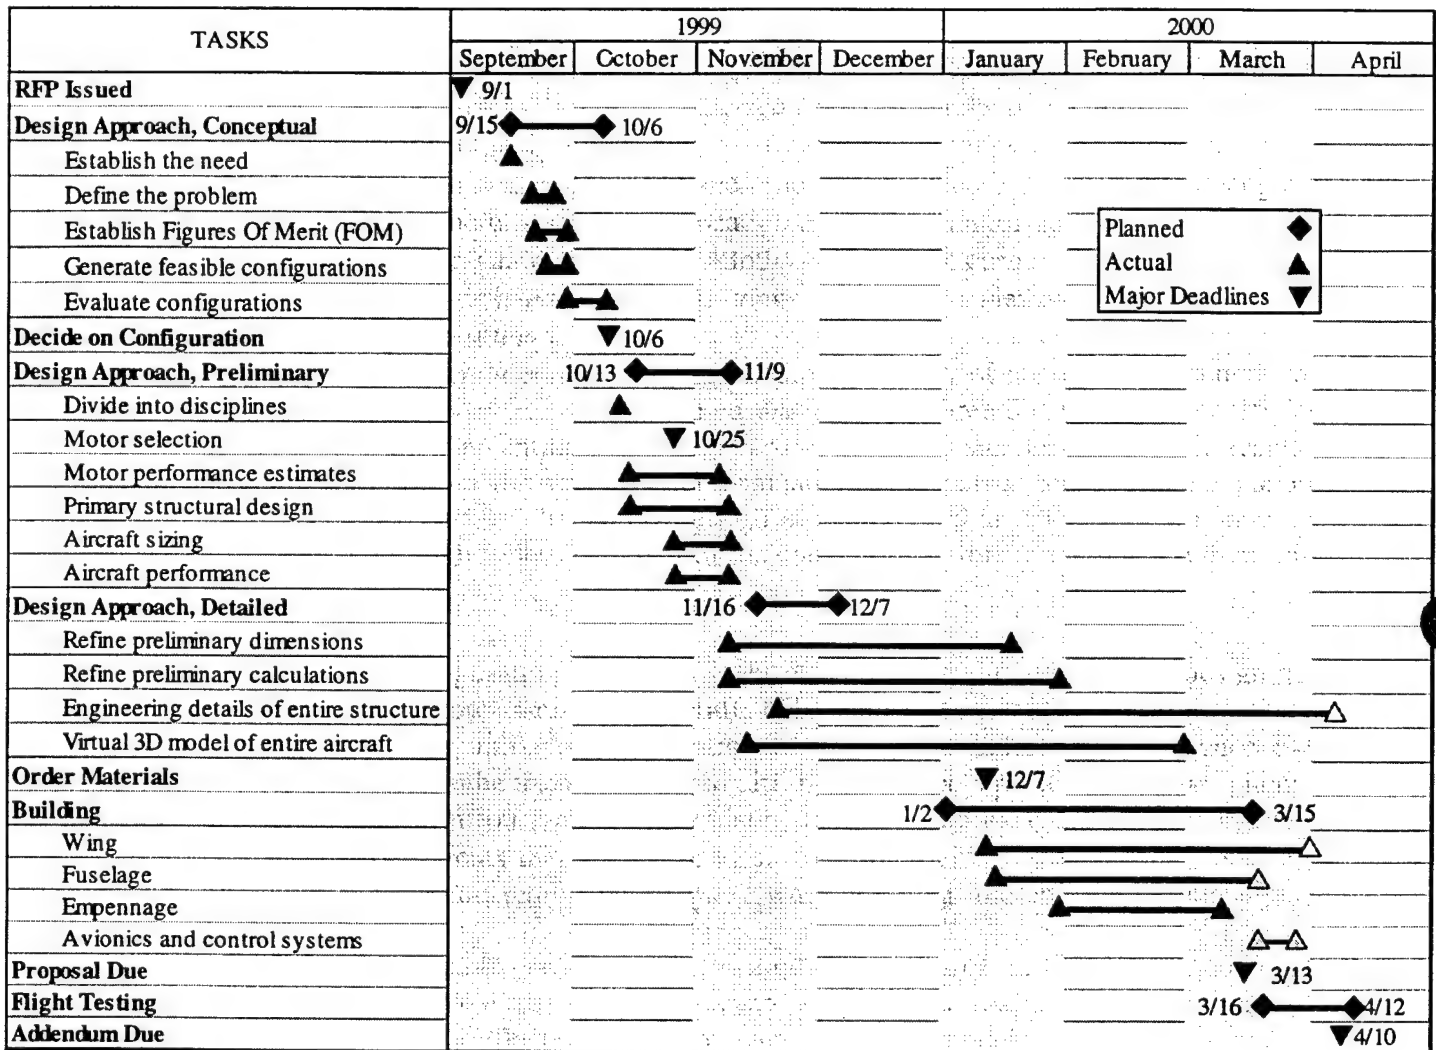 TASKS
1999 2000
September October November December January February March April
RFP Issued 9/1
Design Approach, Conceptual 9/15 10/6
Establish the need
Define the problem
Establish Figures Of Merit (FOM)
Generate feasible configurations
Evaluate configurations
Decide on Configuration 10/6
Design Approach, Preliminary 10/13 11/9
Divide into disciplines
Motor selection 10/25
Motor performance estimates
Primary structural design
Aircraft sizing
Aircraft performance
Design Approach, Detailed 11/16 12/7
Refine preliminary dimensions
Refine preliminary calculations
Engineering details of entire structure
Virtual 3D model of entire aircraft
Order Materials 12/7
Building 1/2 3/15
Wing
Fuselage
Empennage
Avionics and control systems
Proposal Due 3/13
Flight Testing 3/16 4/12
Addendum Due 4/10
Planned
Actual
Major Deadlines